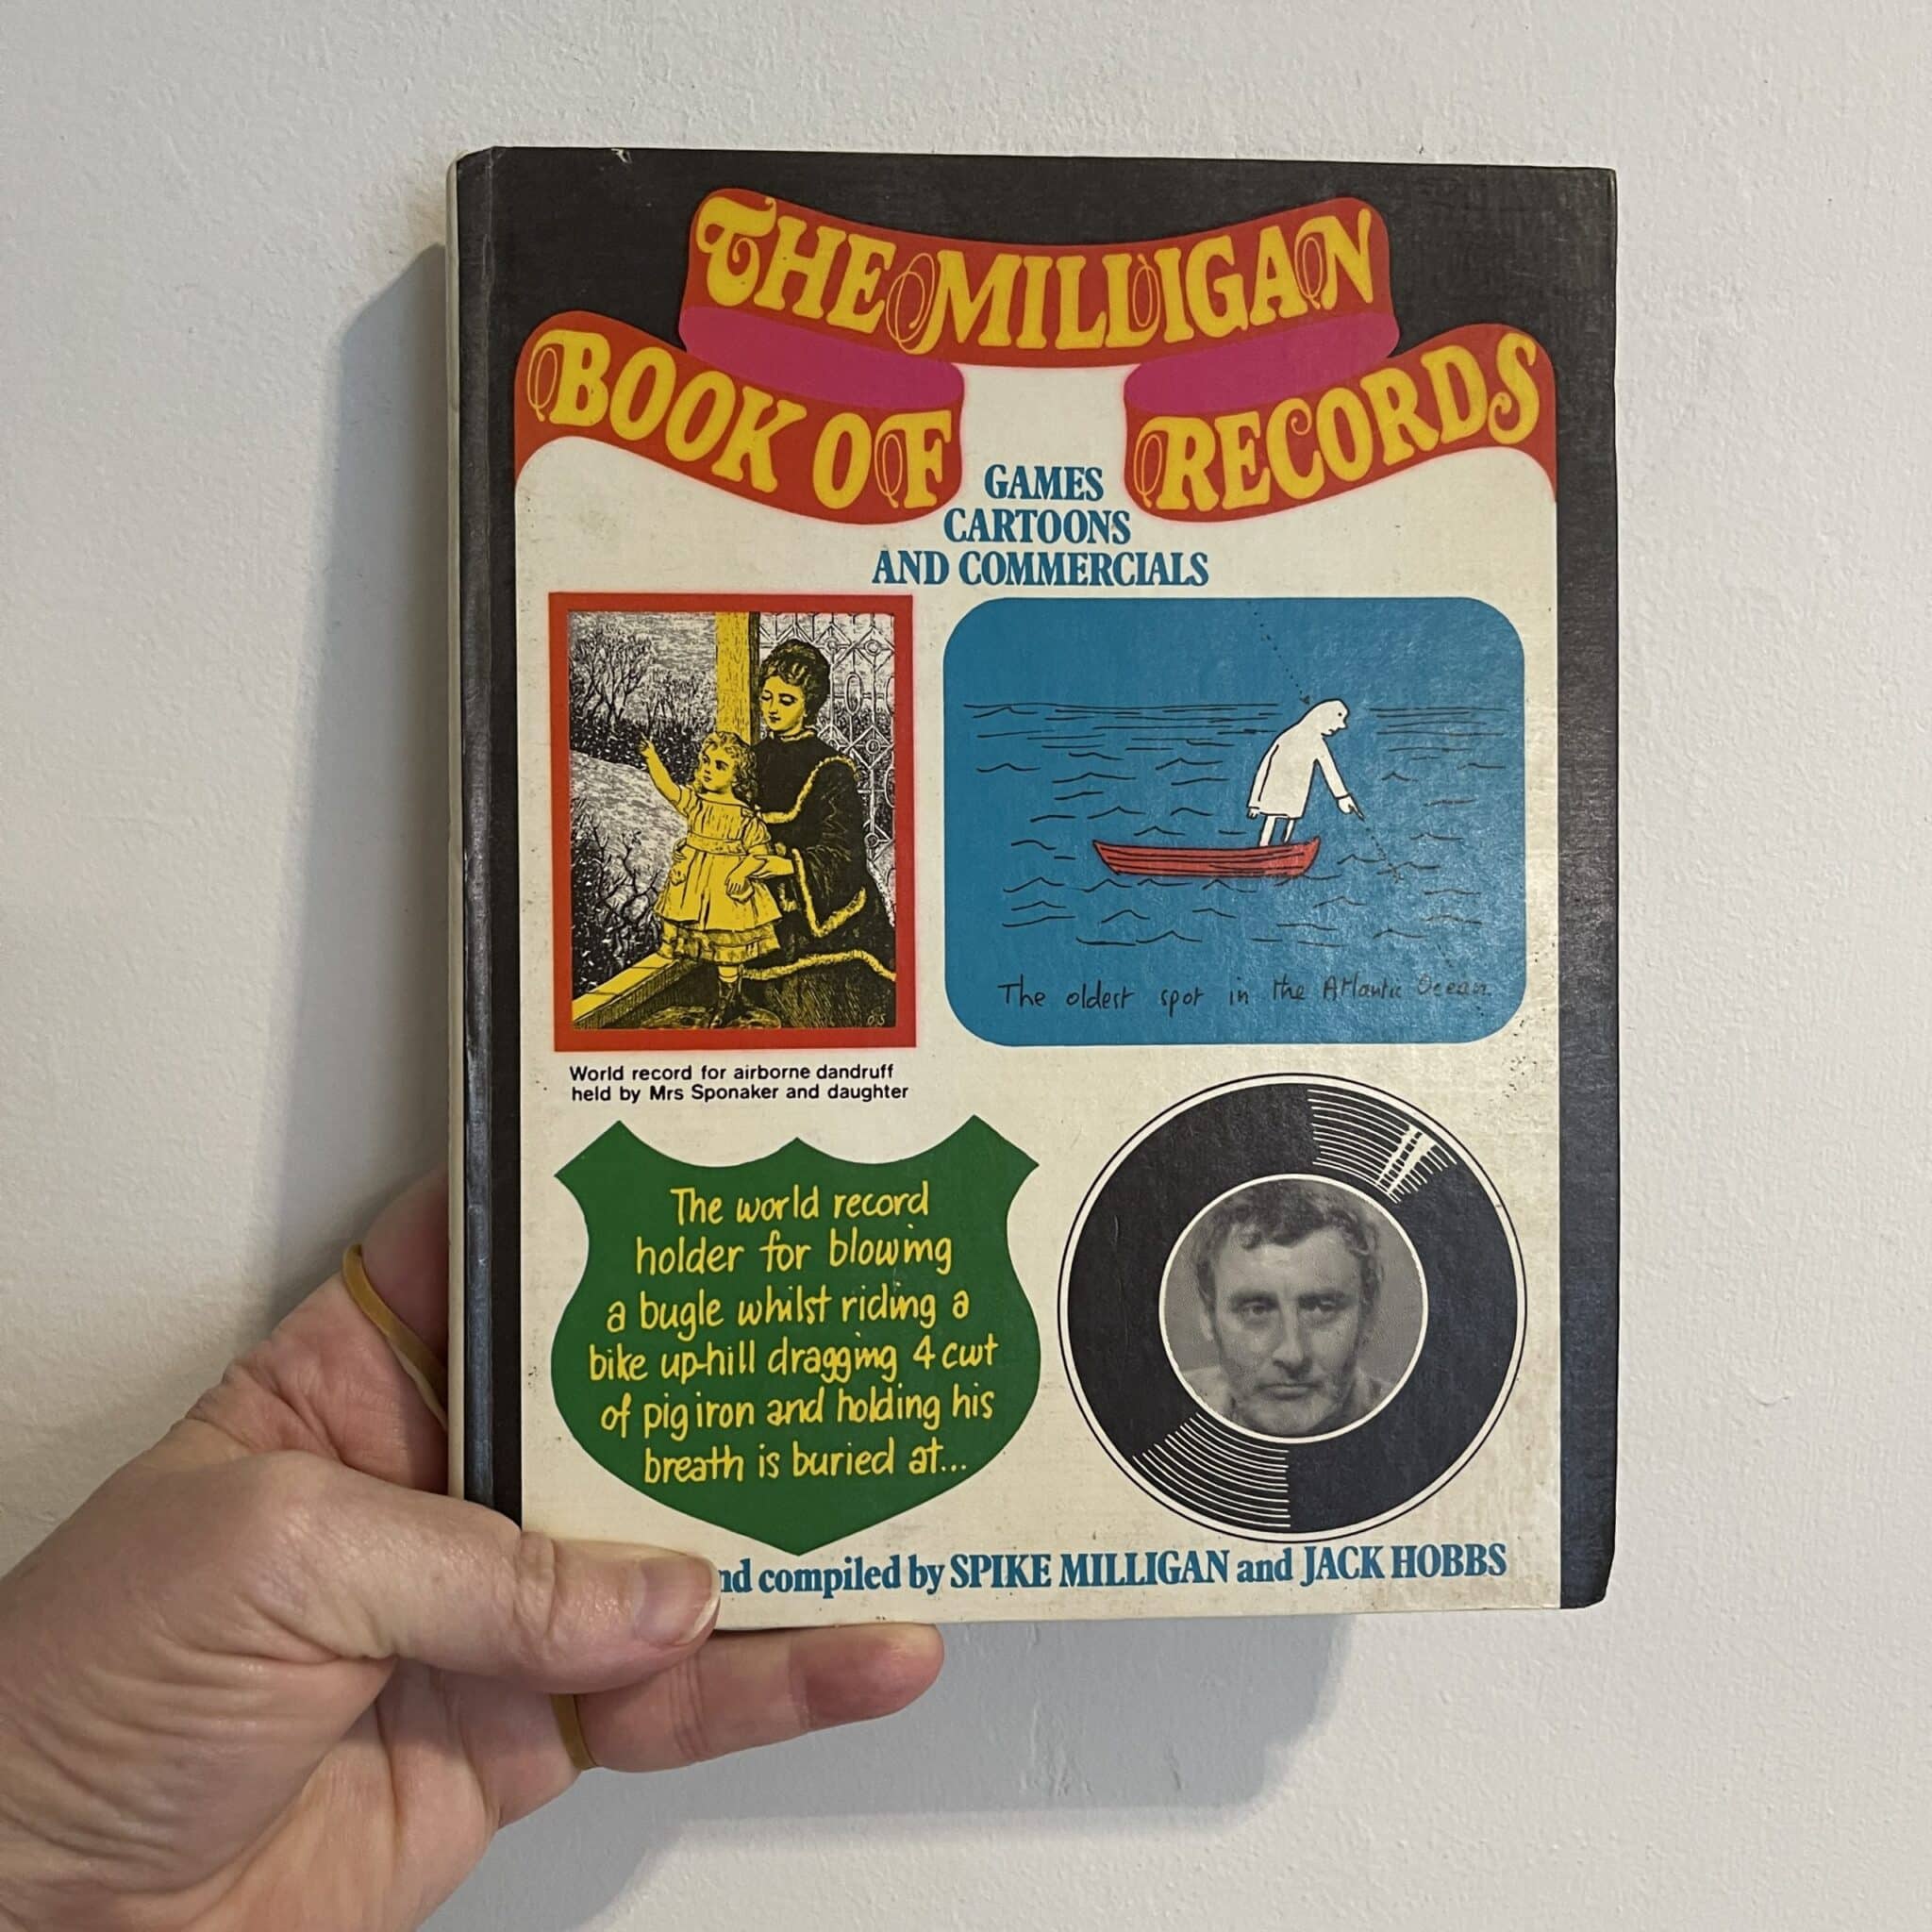 THE MILLIGAN
BOOK OF RECORDS
GAMES
CARTOONS
AND COMMERCIALS
The oldest spot in the Atlantic Ocean.
World record for airborne dandruff
held by Mrs Sponaker and daughter
The world record
holder for blowing
a bugle whilst riding a
bike up-hill dragging 4 cwt
of pig iron and holding his
breath is buried at...
compiled by SPIKE MILLIGAN and JACK HOBBS